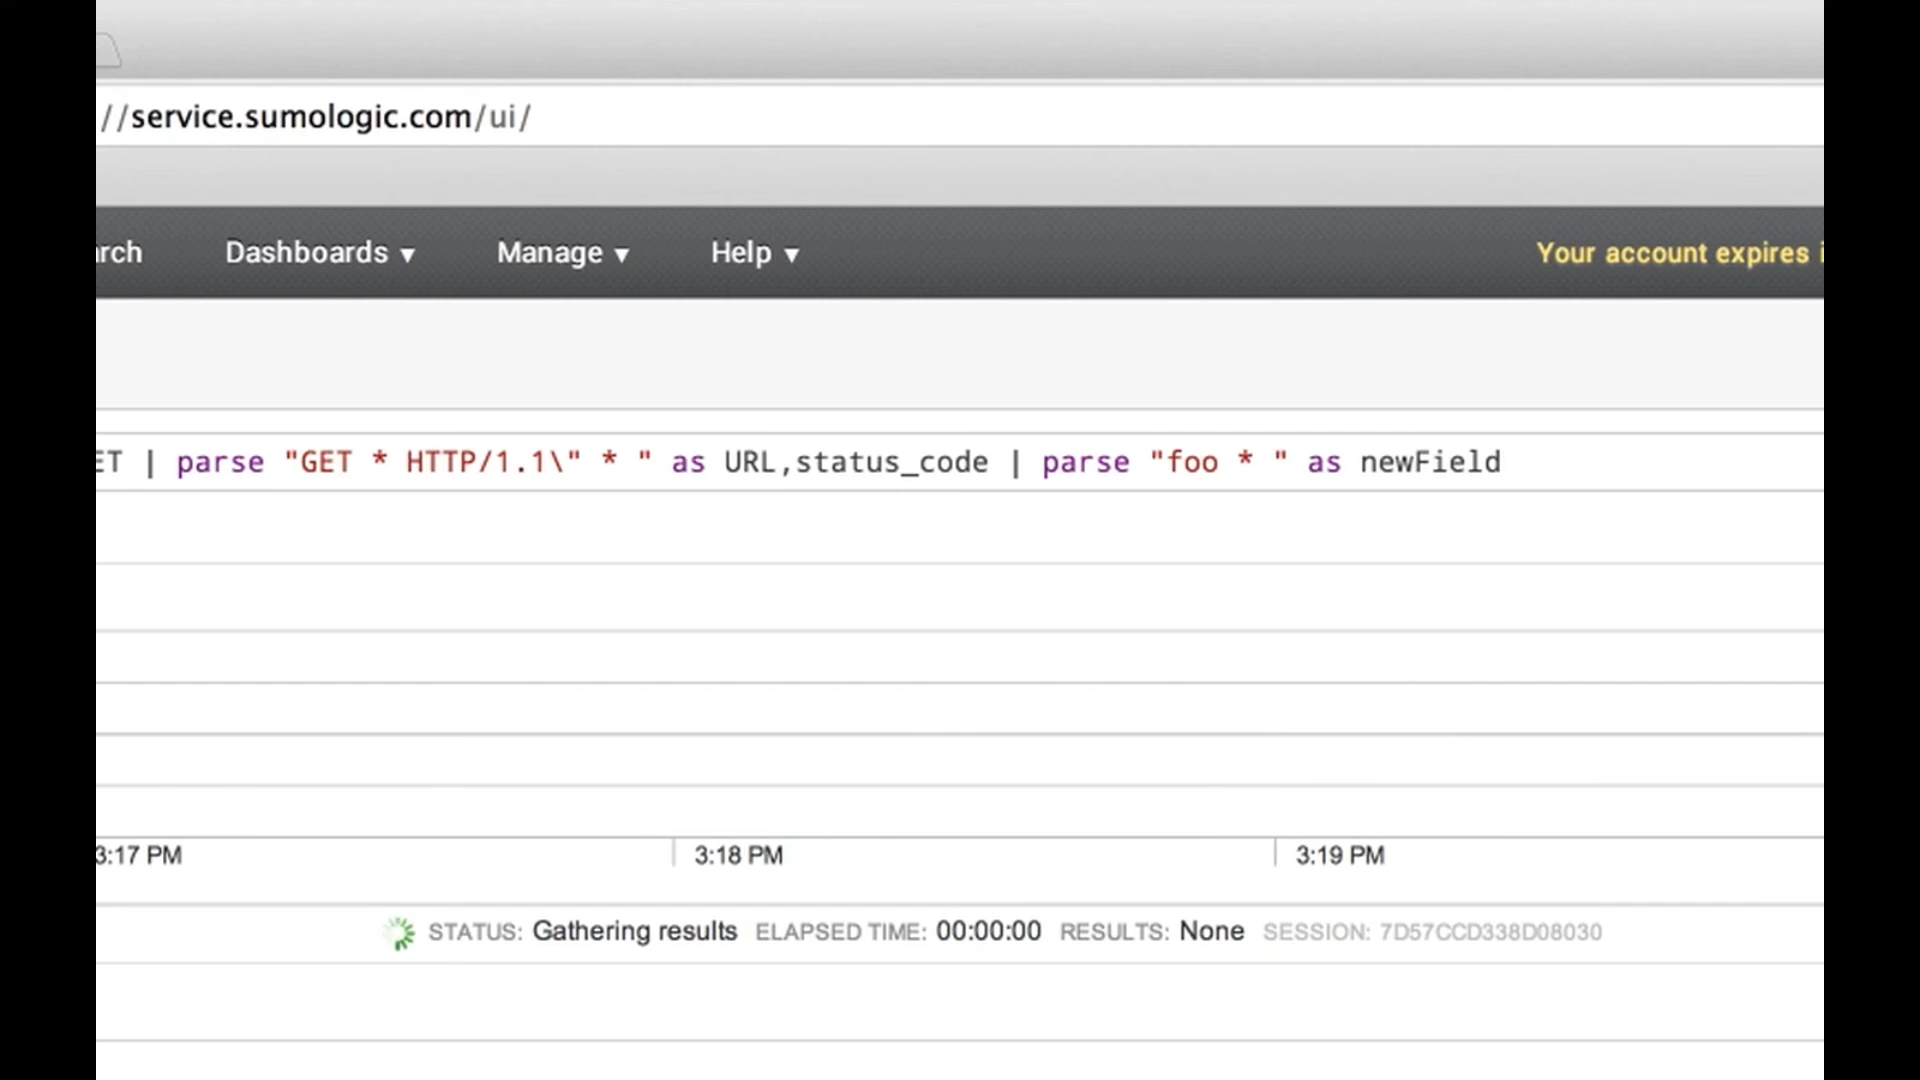 //service.sumologic.com/ui/
rch Dashboards ▼ Manage ▼ Help ▼ Your account expires i
ET | parse "GET * HTTP/1.1\" * " as URL,status_code | parse "foo * " as newField
3:17 PM 3:18 PM 3:19 PM
STATUS: Gathering results ELAPSED TIME: 00:00:00 RESULTS: None SESSION: 7D57CCD338D08030